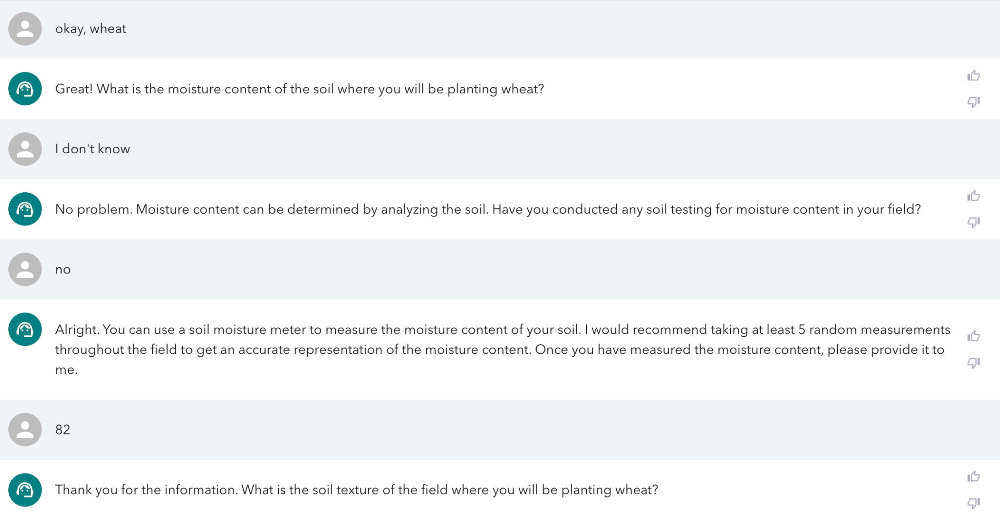 okay, wheat
Great! What is the moisture content of the soil where you will be planting wheat?
I don't know
No problem. Moisture content can be determined by analyzing the soil. Have you conducted any soil testing for moisture content in your field?
no
Alright. You can use a soil moisture meter to measure the moisture content of your soil. I would recommend taking at least 5 random measurements
throughout the field to get an accurate representation of the moisture content. Once you have measured the moisture content, please provide it to
me.
82
Thank you for the information. What is the soil texture of the field where you will be planting wheat?